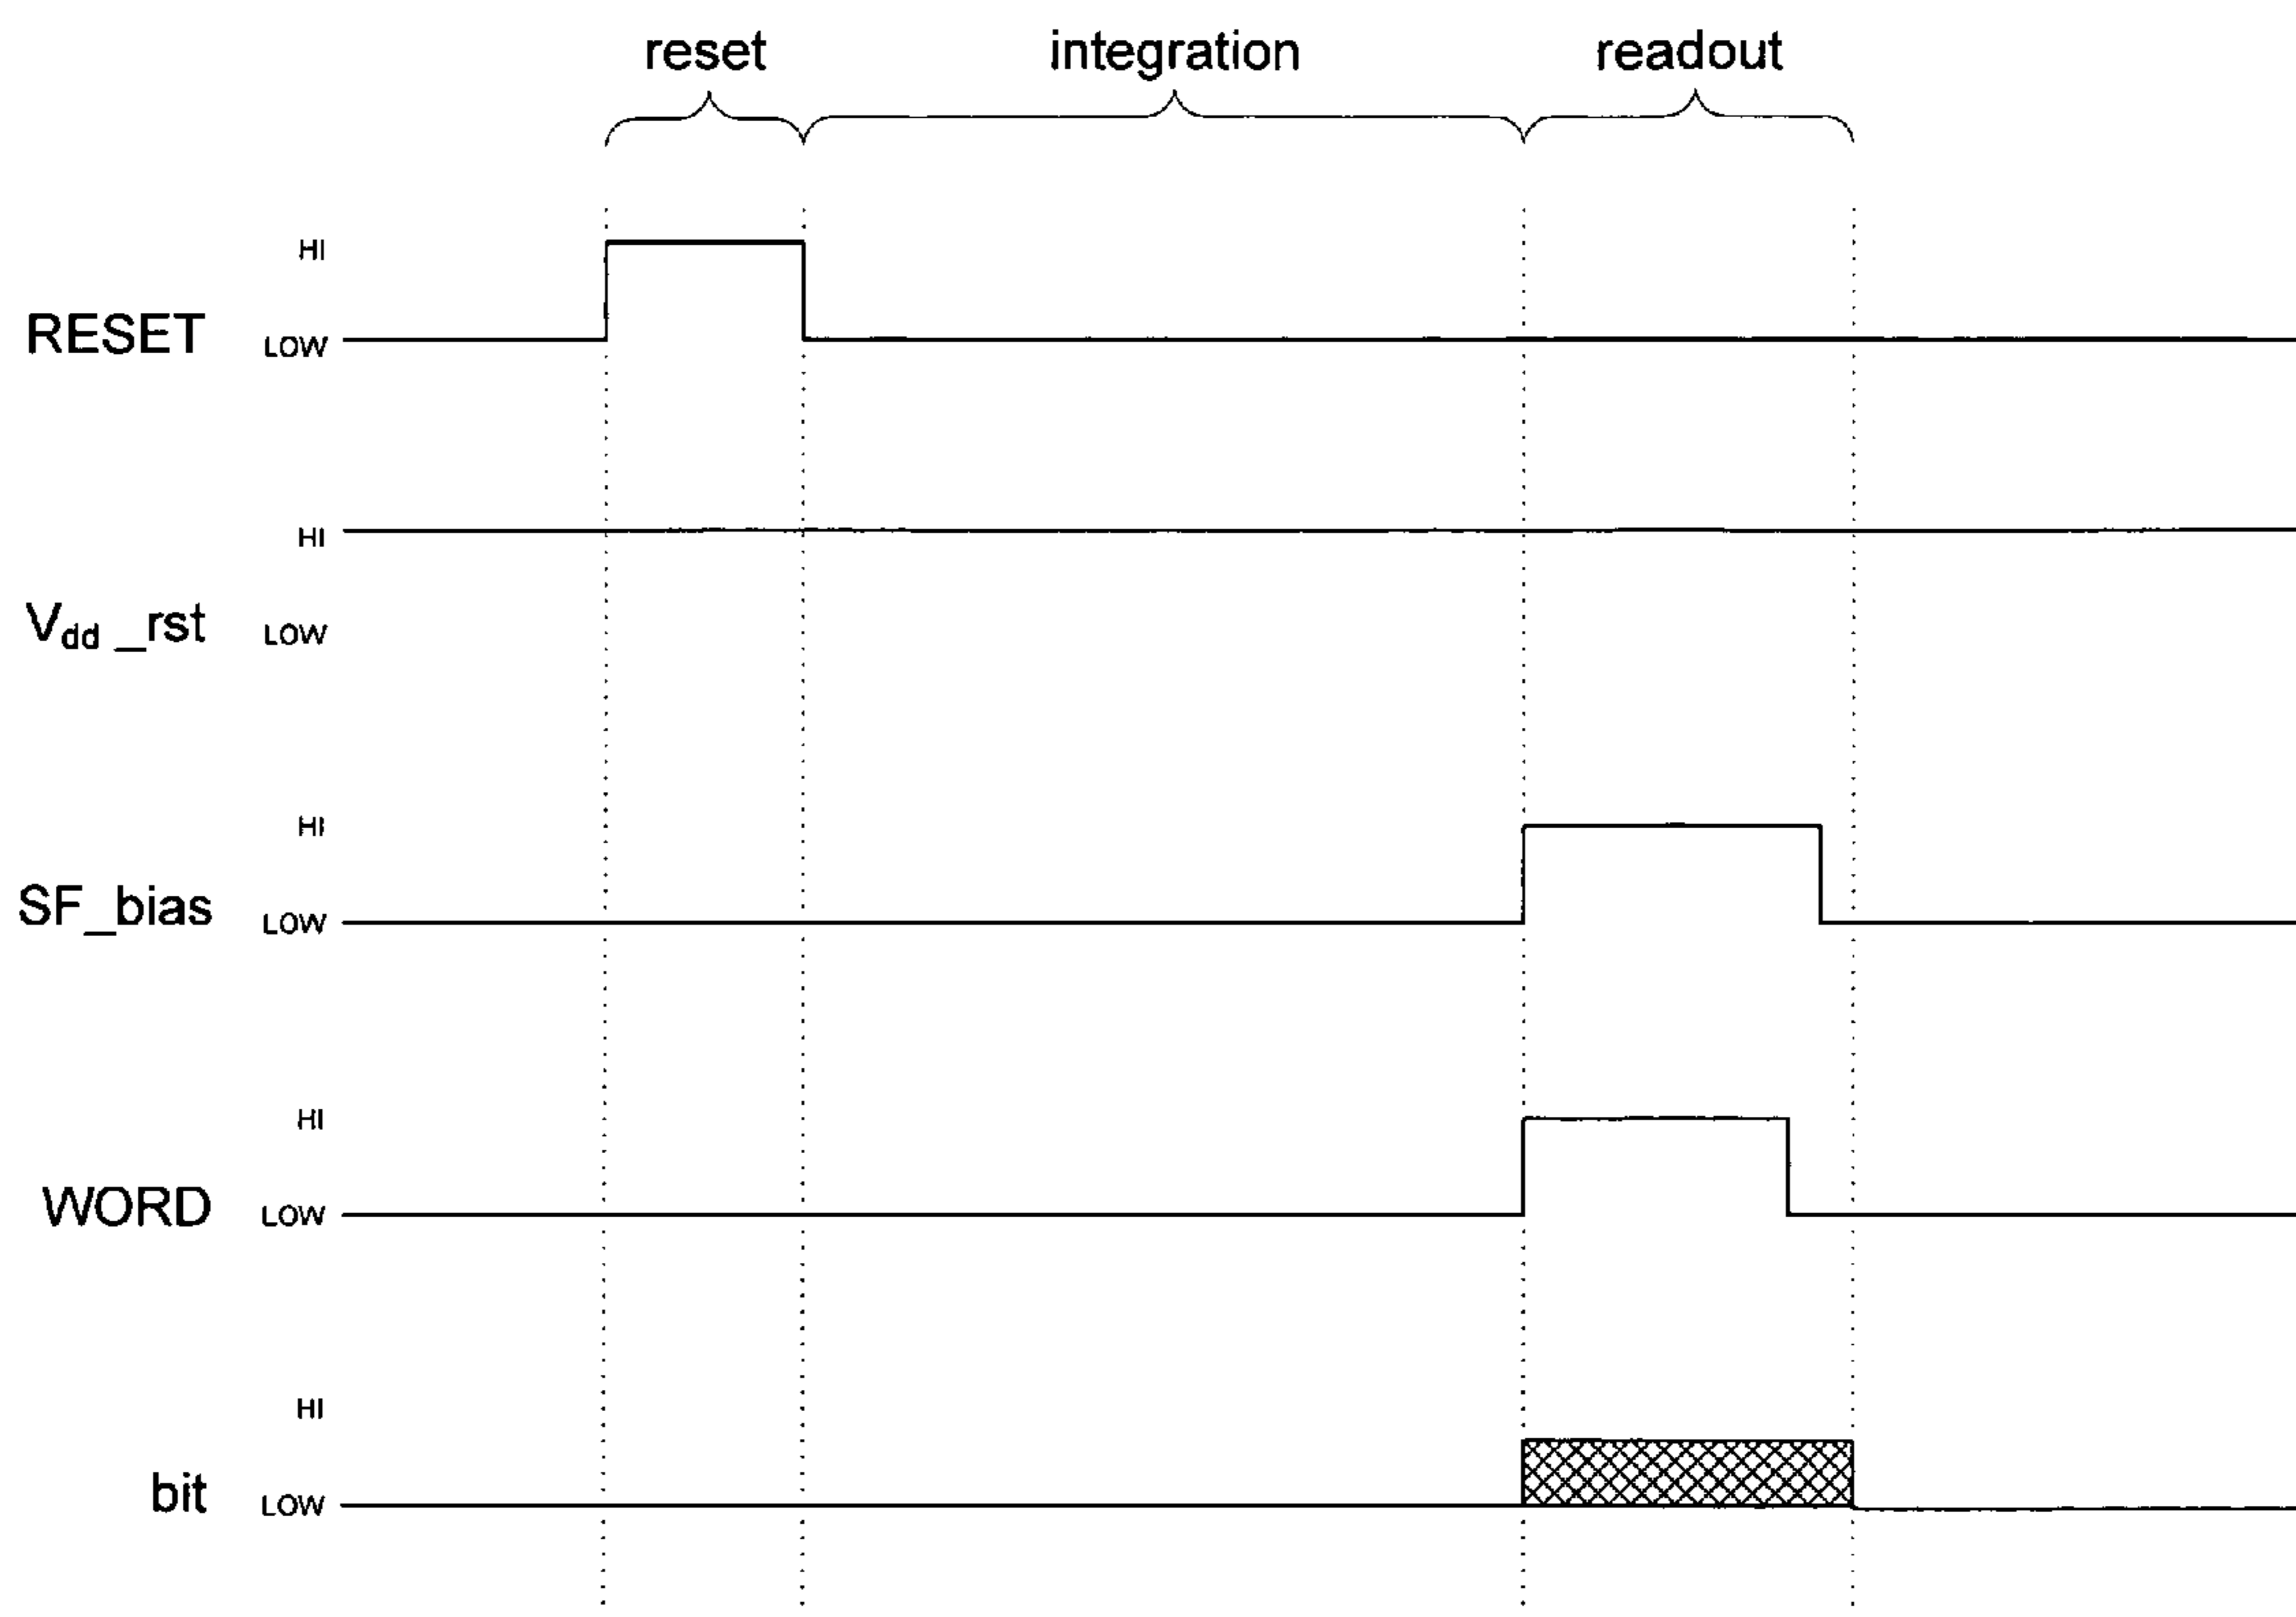 reset integration readout
HI
RESET LOW
HI
Vdd _rst LOW
HI
SF_bias LOW
HI
WORD LOW
HI
bit LOW